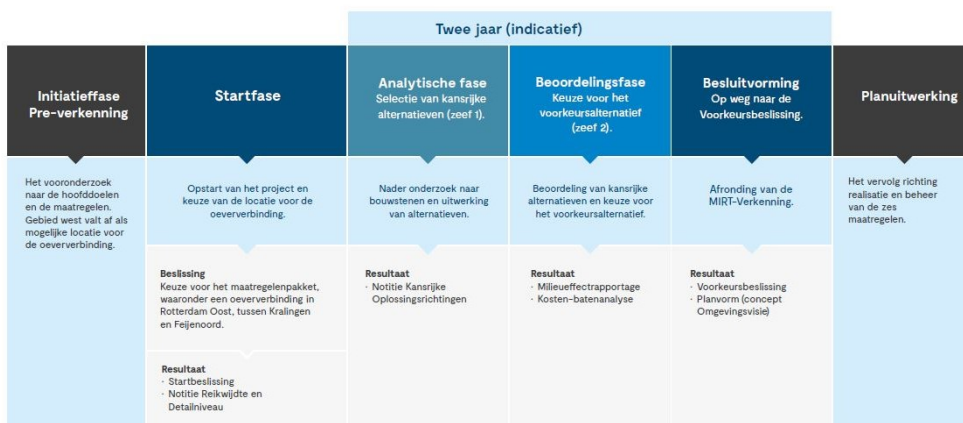 Twee jaar (indicatief)
Initiatieffase
Pre-verkenning
Startfase
Analytische fase
Selectie van kansrijke
alternatieven (zeef 1).
Beoordelingsfase
Keuze voor het
voorkeursalternatief
(zeef 2).
Besluitvorming
Op weg naar de
Voorkeursbeslissing.
Planuitwerking
Het vooronderzoek
naar de hoofddoelen
en de maatregelen.
Gebied west valt af als
mogelijke locatie voor
de oeververbinding.
Opstart van het project en
keuze van de locatie voor de
oeververbinding.
Nader onderzoek naar
bouwstenen en uitwerking
van alternatieven.
Beoordeling van kansrijke
alternatieven en keuze voor
het voorkeursalternatief.
Afronding van de
MIRT-Verkenning.
Het vervolg richting
realisatie en beheer
van de zes
maatregelen.
Beslissing
Keuze voor het maatregelenpakket,
waaronder een oeververbinding in
Rotterdam Oost, tussen Kralingen
en Feijenoord.
Resultaat
· Startbeslissing
· Notitie Reikwijdte en
Detailniveau
Resultaat
· Notitie Kansrijke
Oplossingsrichtingen
Resultaat
· Milieueffectrapportage
· Kosten-batenanalyse
Resultaat
· Voorkeursbeslissing
· Planvorm (concept
Omgevingsvisie)